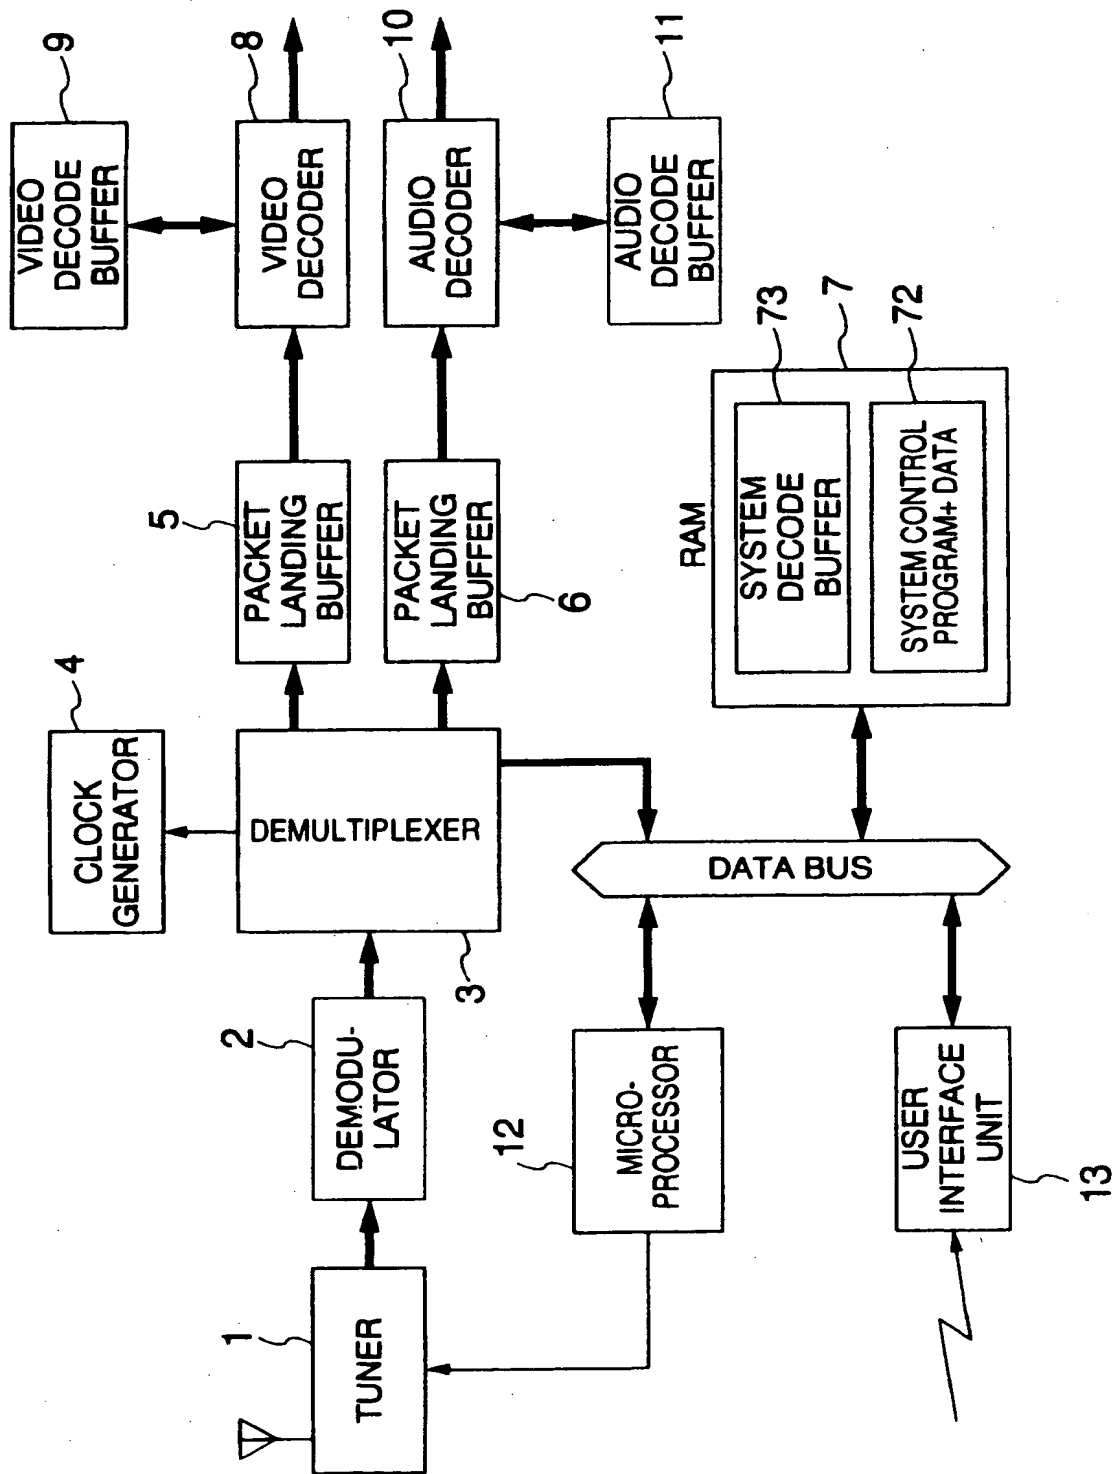 9
VIDEO
DECODE
BUFFER
8
VIDEO
DECODER
10
AUDIO
DECODER
11
AUDIO
DECODE
BUFFER
4
CLOCK
GENERATOR
5
PACKET
LANDING
BUFFER
PACKET
LANDING
BUFFER
6
DEMULTIPLEXER
3
2
DEMODU-
LATOR
1
TUNER
RAM
73
SYSTEM
DECODE
BUFFER
7
72
SYSTEM CONTROL
PROGRAM+ DATA
DATA BUS
12
MICRO-
PROCESSOR
USER
INTERFACE
UNIT
13